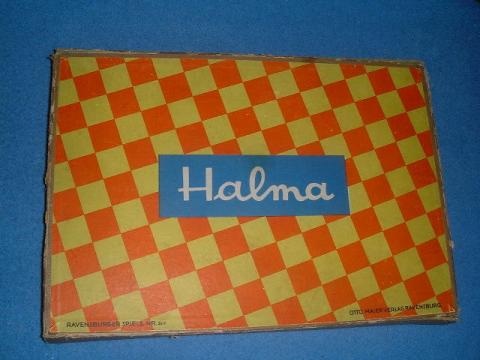 Halma
RAVENSBURGER SPIELE NR.
OTTO MAIER VERLAG RAVENSBURG